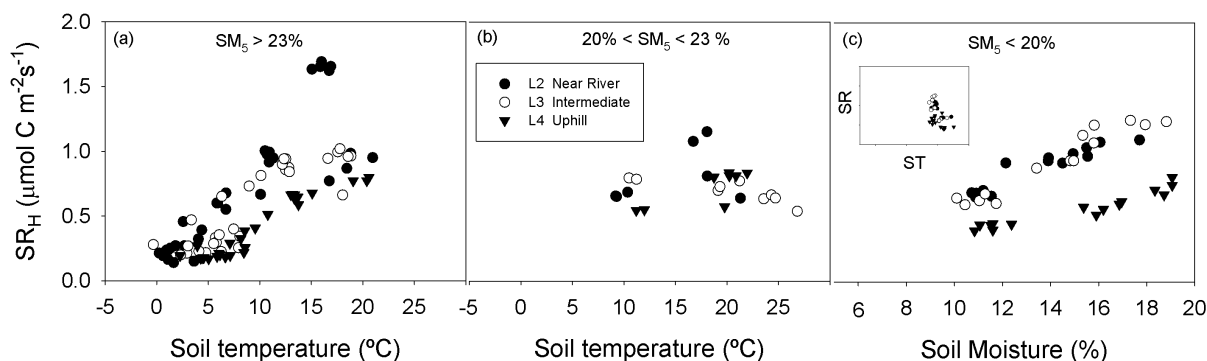 (a)
SM5 > 23%
(b)
20% < SM5 < 23 %
(c)
SM5 < 20%
SRH (μmol C m-2s-1)
2.0
1.5
1.0
0.5
0.0
L2 Near River
L3 Intermediate
L4 Uphill
SR
ST
-5 0 5 10 15 20 25
-5 0 5 10 15 20 25
6 8 10 12 14 16 18 20
Soil temperature (ºC)
Soil temperature (ºC)
Soil Moisture (%)